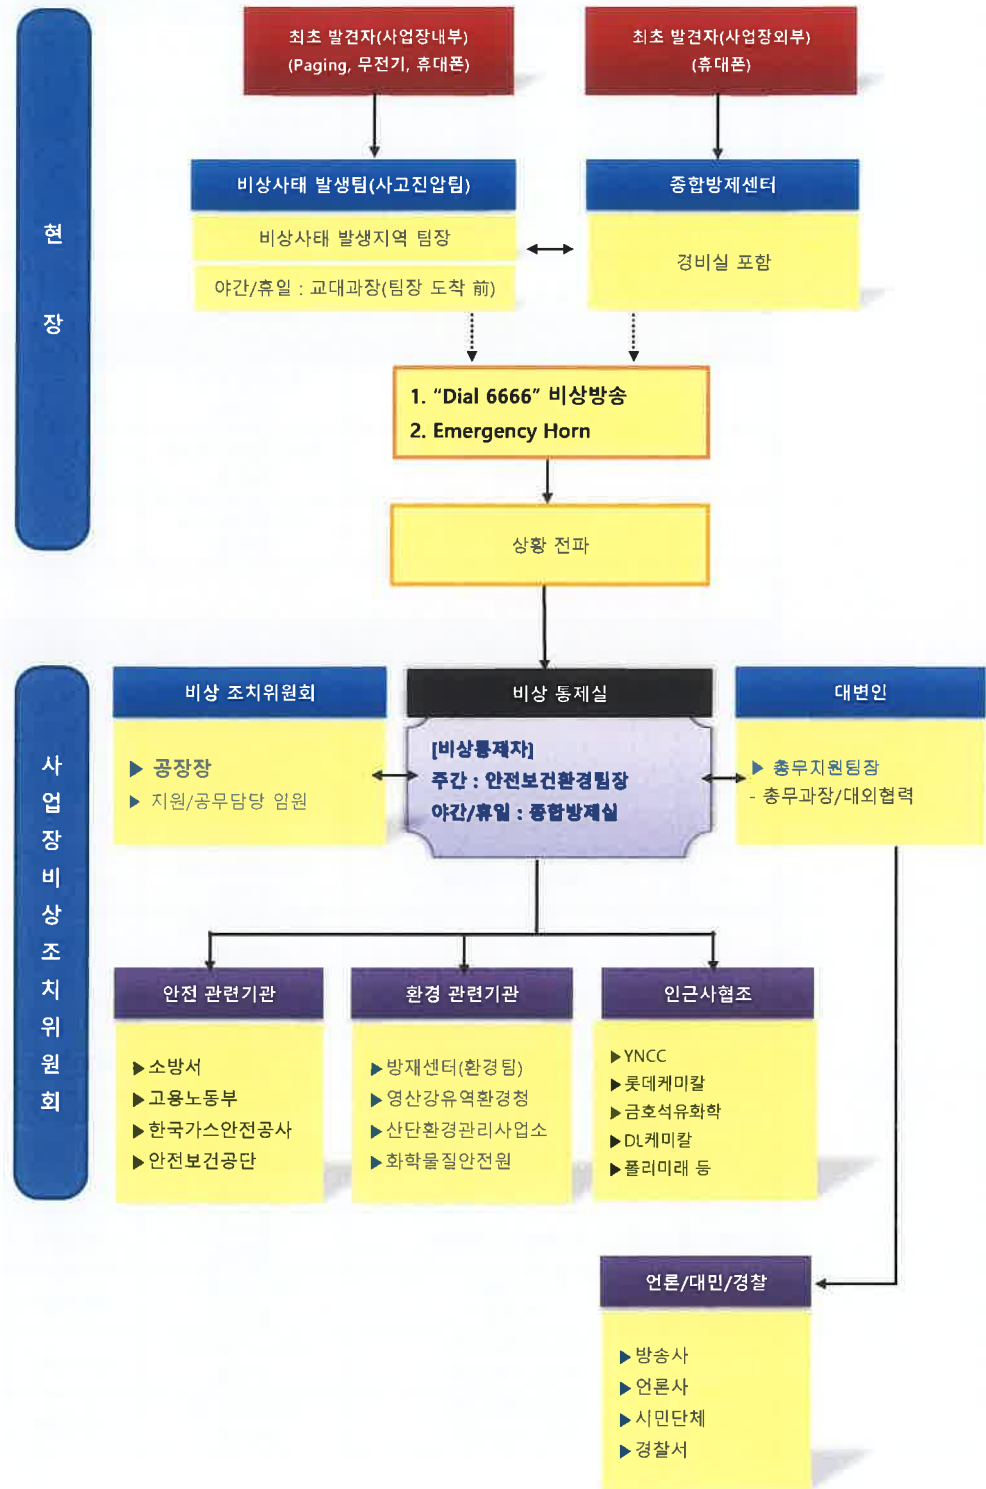 현
장
최초 발견자(사업장내부)
(Paging, 무전기, 휴대폰)
최초 발견자(사업장외부)
(휴대폰)
비상사태 발생팀(사고진압팀)
비상사태 발생지역 팀장
야간/휴일 : 교대과장(팀장 도착 前)
종합방제센터
경비실 포함
1. “Dial 6666” 비상방송
2. Emergency Horn
상황 전파
사
업
장
비
상
조
치
위
원
회
비상 조치위원회
▶ 공장장
▶ 지원/공무담당 임원
비상 통제실
[비상통제자]
주간 : 안전보건환경팀장
야간/휴일 : 종합방제실
대변인
▶ 총무지원팀장
- 총무과장/대외협력
안전 관련기관
▶소방서
▶고용노동부
▶한국가스안전공사
▶안전보건공단
환경 관련기관
▶방재센터(환경팀)
▶영산강유역환경청
▶산단환경관리사업소
▶화학물질안전원
인근사협조
▶YNCC
▶롯데케미칼
▶금호석유화학
▶DL케미칼
▶폴리미래 등
언론/대민/경찰
▶방송사
▶언론사
▶시민단체
▶경찰서